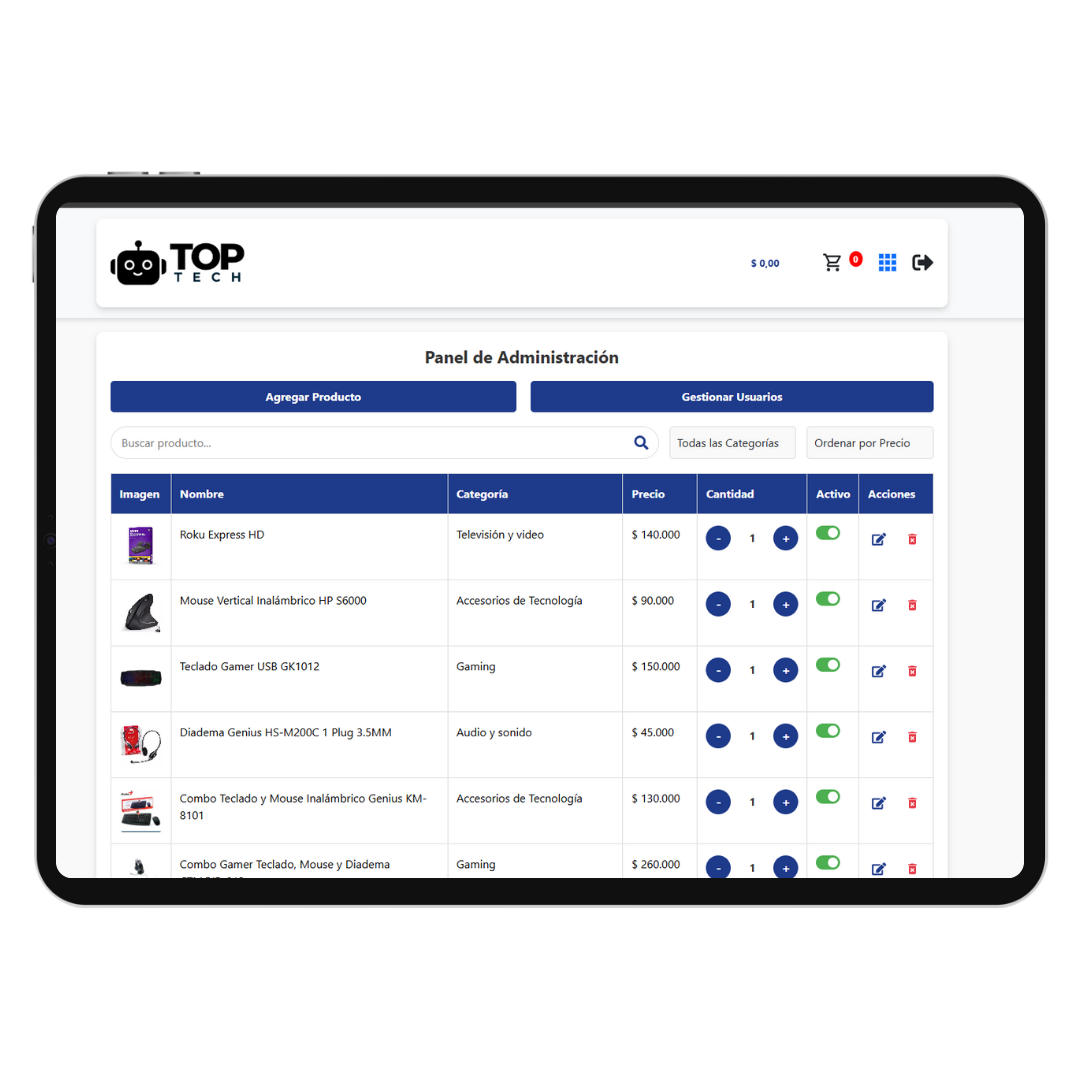 TOP
TECH
$ 0,00
0
Panel de Administración
Agregar Producto
Gestionar Usuarios
Buscar producto...
Todas las Categorías
Ordenar por Precio
Imagen Nombre Categoría Precio Cantidad Activo Acciones
Roku Express HD Televisión y video $ 140.000 - 1 +
Mouse Vertical Inalámbrico HP S6000 Accesorios de Tecnología $ 90.000 - 1 +
Teclado Gamer USB GK1012 Gaming $ 150.000 - 1 +
Diadema Genius HS-M200C 1 Plug 3.5MM Audio y sonido $ 45.000 - 1 +
Combo Teclado y Mouse Inalámbrico Genius KM- Accesorios de Tecnología $ 130.000 - 1 +
8101
Combo Gamer Teclado, Mouse y Diadema Gaming $ 260.000 - 1 +